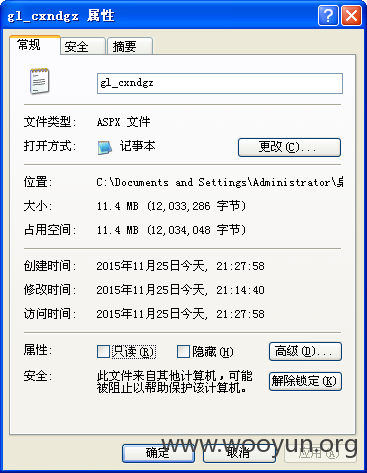 gl_cxndgz 属性
常规
安全
摘要
gl_cxndgz
文件类型: ASPX 文件
打开方式: 记事本
更改(C)...
位置: C:\Documents and Settings\Administrator\桌
大小: 11.4 MB (12,033,286 字节)
占用空间: 11.4 MB (12,034,048 字节)
创建时间: 2015年11月25日今天, 21:27:58
修改时间: 2015年11月25日今天, 21:14:40
访问时间: 2015年11月25日今天, 21:27:58
属性: 只读(R) 隐藏(H) 高级(D)...
安全: 此文件来自其他计算机，可能
被阻止以帮助保护该计算机。
解除锁定(K)
确定 取消 应用(A)
www.wooyun.org